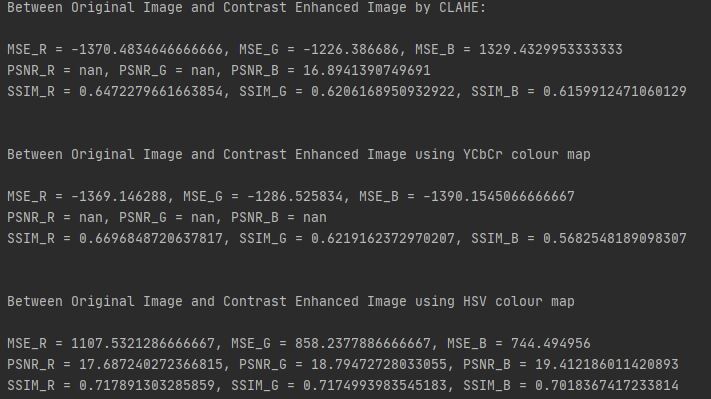 Between Original Image and Contrast Enhanced Image by CLAHE:
MSE_R = -1370.4834646666666, MSE_G = -1226.386686, MSE_B = 1329.4329953333333
PSNR_R = nan, PSNR_G = nan, PSNR_B = 16.8941390749691
SSIM_R = 0.6472279661663854, SSIM_G = 0.6206168950932922, SSIM_B = 0.6159912471060129
Between Original Image and Contrast Enhanced Image using YCbCr colour map
MSE_R = -1369.146288, MSE_G = -1286.525834, MSE_B = -1390.1545066666667
PSNR_R = nan, PSNR_G = nan, PSNR_B = nan
SSIM_R = 0.6696848720637817, SSIM_G = 0.6219162372970207, SSIM_B = 0.5682548189098307
Between Original Image and Contrast Enhanced Image using HSV colour map
MSE_R = 1107.5321286666667, MSE_G = 858.2377886666667, MSE_B = 744.494956
PSNR_R = 17.687240272366815, PSNR_G = 18.79472728033055, PSNR_B = 19.412186011420893
SSIM_R = 0.717891303285859, SSIM_G = 0.7174993983545183, SSIM_B = 0.7018367417233814